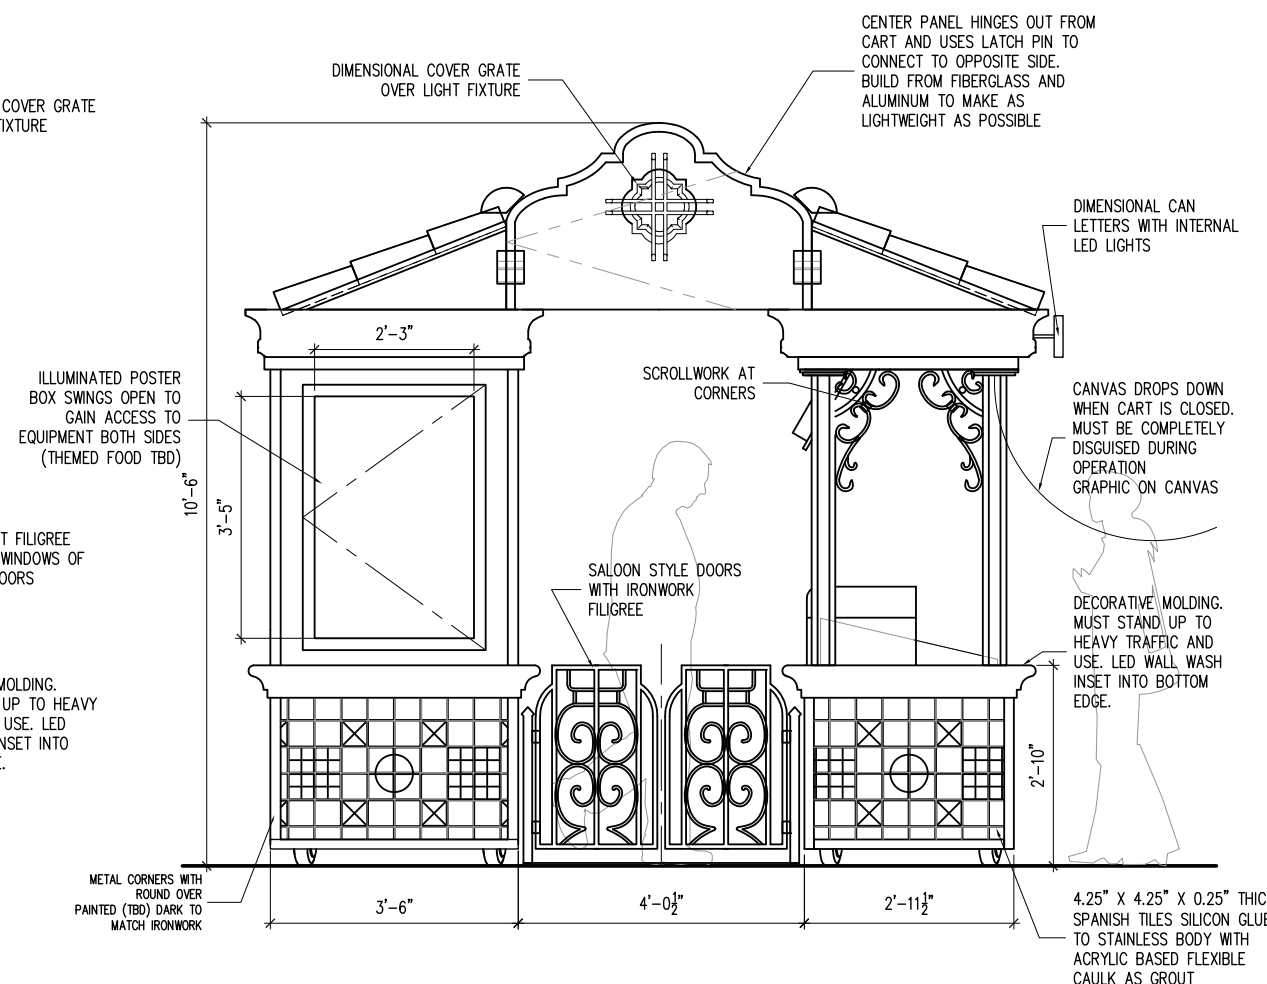 CENTER PANEL HINGES OUT FROM
CART AND USES LATCH PIN TO
CONNECT TO OPPOSITE SIDE.
BUILD FROM FIBERGLASS AND
ALUMINUM TO MAKE AS
LIGHTWEIGHT AS POSSIBLE
DIMENSIONAL COVER GRATE
OVER LIGHT FIXTURE
COVER GRATE
FIXTURE
DIMENSIONAL CAN
LETTERS WITH INTERNAL
LED LIGHTS
2'-3"
ILLUMINATED POSTER
BOX SWINGS OPEN TO
GAIN ACCESS TO
EQUIPMENT BOTH SIDES
(THEMED FOOD TBD)
SCROLLWORK AT
CORNERS
CANVAS DROPS DOWN
WHEN CART IS CLOSED.
MUST BE COMPLETELY
DISGUISED DURING
OPERATION
GRAPHIC ON CANVAS
10'-6"
3'-5"
T FILIGREE
WINDOWS OF
OORS
SALOON STYLE DOORS
WITH IRONWORK
FILIGREE
DECORATIVE MOLDING.
MUST STAND UP TO
HEAVY TRAFFIC AND
USE. LED WALL WASH
INSET INTO BOTTOM
EDGE.
MOLDING.
UP TO HEAVY
USE. LED
NSET INTO
E.
2'-10"
METAL CORNERS WITH
ROUND OVER
PAINTED (TBD) DARK TO
MATCH IRONWORK
3'-6"
4'-0½"
2'-11½"
4.25" X 4.25" X 0.25" THIC
SPANISH TILES SILICON GLUE
TO STAINLESS BODY WITH
ACRYLIC BASED FLEXIBLE
CAULK AS GROUT